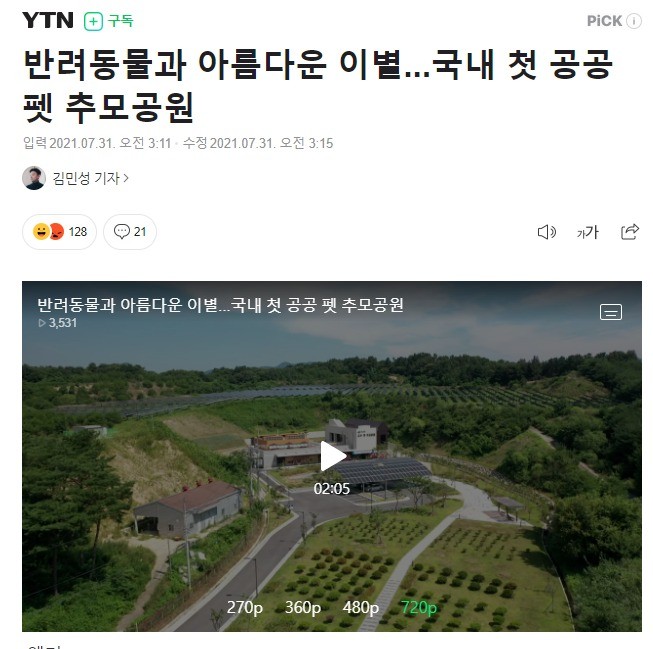 YTN 구독 PiCK
반려동물과 아름다운 이별...국내 첫 공공
펫 추모공원
입력 2021.07.31. 오전 3:11 · 수정 2021.07.31. 오전 3:15
김민성 기자 >
128 21 가가
반려동물과 아름다운 이별...국내 첫 공공 펫 추모공원
3,531
02:05
270p 360p 480p 720p